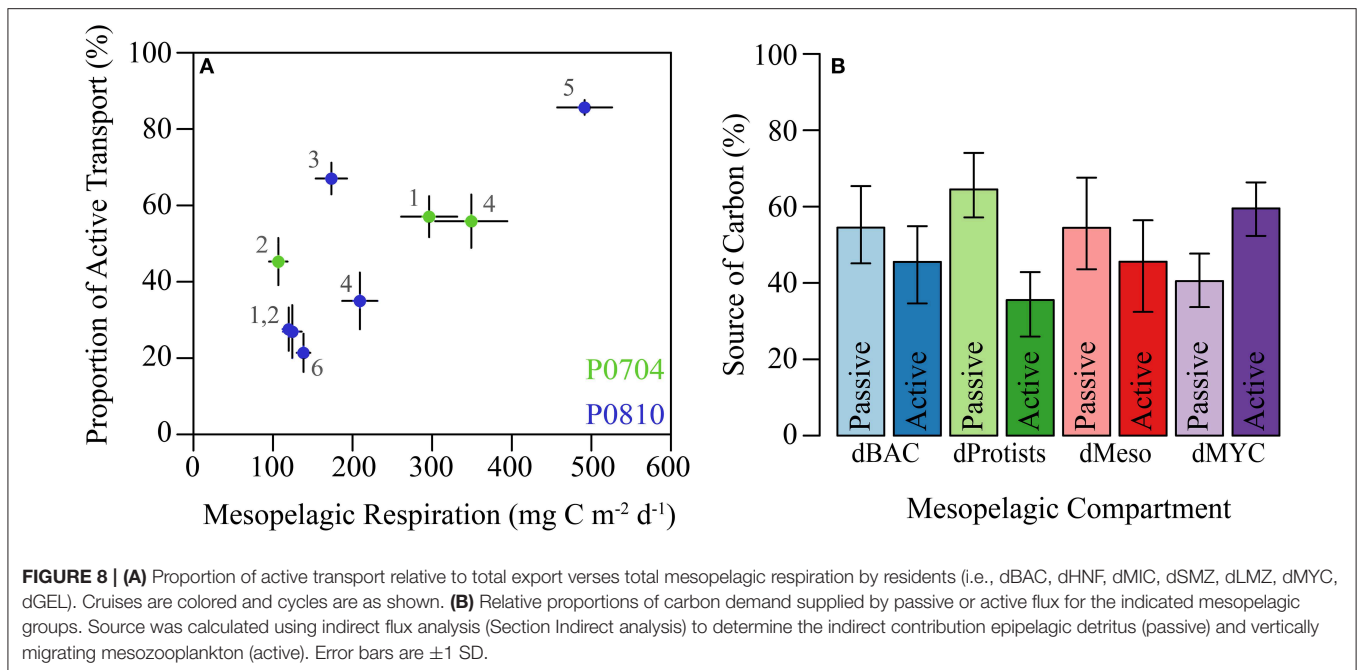 A
Proportion of Active Transport (%)
100
80
60
40
20
0
5
3
1
4
2
4
1,2
6
P0704
P0810
0 100 200 300 400 500 600
Mesopelagic Respiration (mg C m-2 d-1)
B
Source of Carbon (%)
100
80
60
40
20
0
Passive Active Passive Active Passive Active Passive Active
dBAC dProtists dMeso dMYC
Mesopelagic Compartment
FIGURE 8 | (A) Proportion of active transport relative to total export verses total mesopelagic respiration by residents (i.e., dBAC, dHNF, dMIC, dSMZ, dLMZ, dMYC,
dGEL). Cruises are colored and cycles are as shown. (B) Relative proportions of carbon demand supplied by passive or active flux for the indicated mesopelagic
groups. Source was calculated using indirect flux analysis (Section Indirect analysis) to determine the indirect contribution epipelagic detritus (passive) and vertically
migrating mesozooplankton (active). Error bars are ±1 SD.